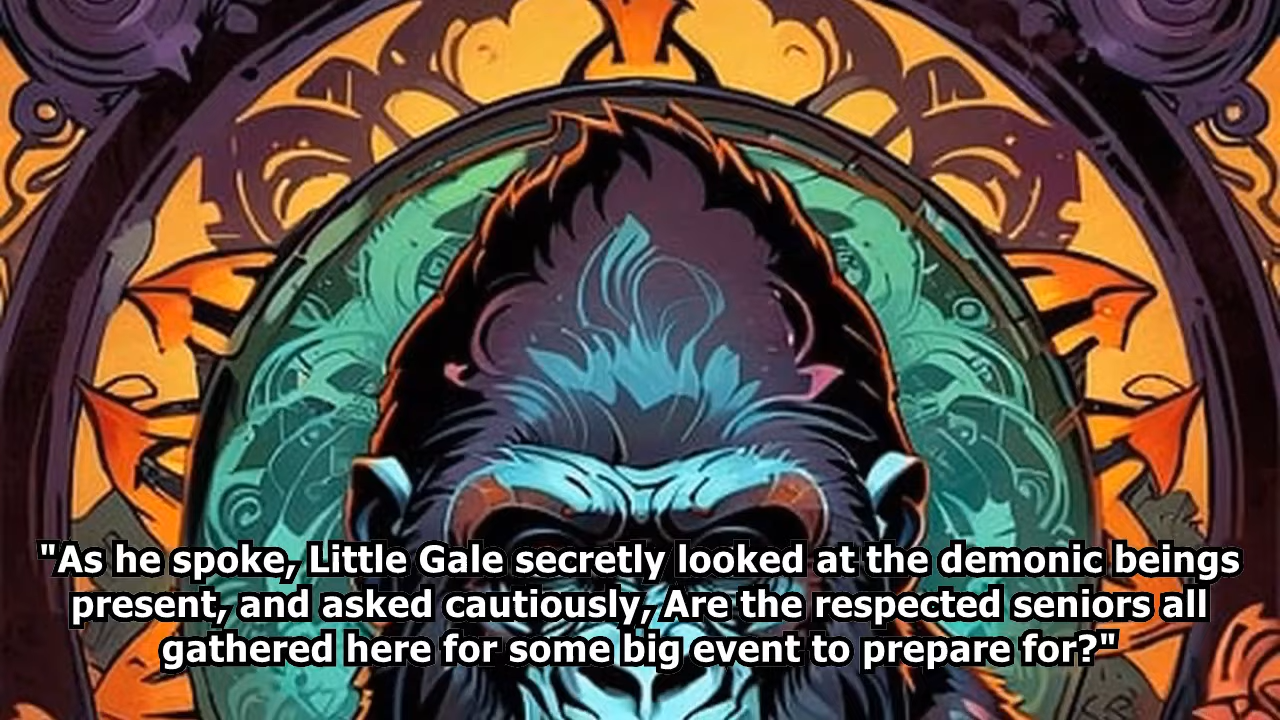 "As he spoke, Little Gale secretly looked at the demonic beings
present, and asked cautiously, Are the respected seniors all
gathered here for some big event to prepare for?"